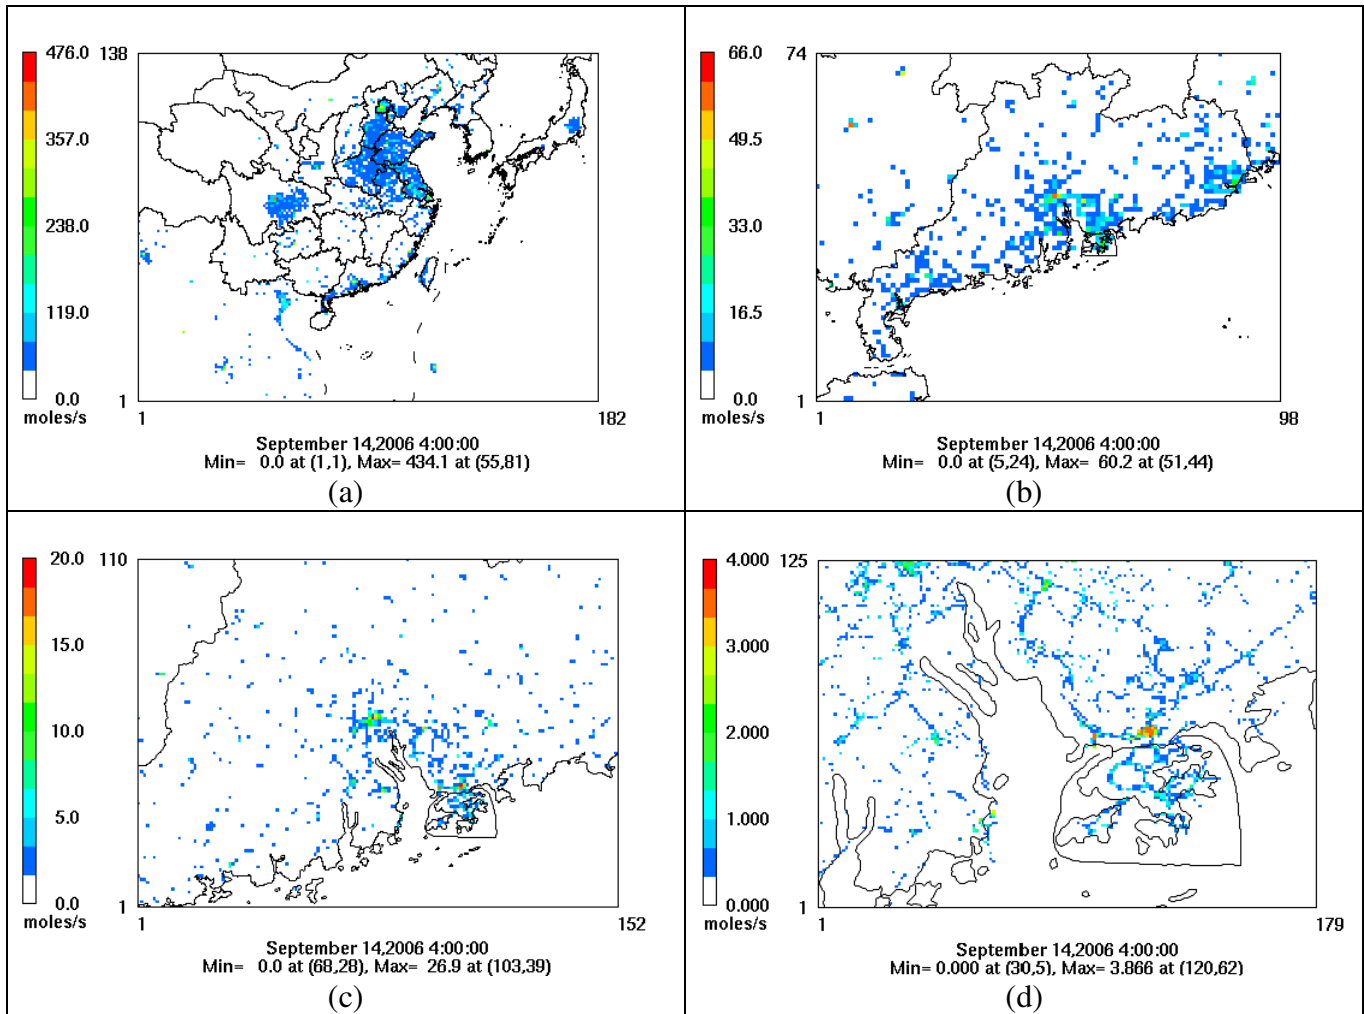 476.0
357.0
238.0
119.0
0.0
moles/s
138
1
1
182
September 14,2006 4:00:00
Min= 0.0 at (1,1), Max= 434.1 at (55,81)
(a)
66.0
49.5
33.0
16.5
0.0
moles/s
74
1
1
98
September 14,2006 4:00:00
Min= 0.0 at (5,24), Max= 60.2 at (51,44)
(b)
20.0
15.0
10.0
5.0
0.0
moles/s
110
1
1
152
September 14,2006 4:00:00
Min= 0.0 at (68,28), Max= 26.9 at (103,39)
(c)
4.000
3.000
2.000
1.000
0.000
moles/s
125
1
1
179
September 14,2006 4:00:00
Min= 0.000 at (30,5), Max= 3.866 at (120,62)
(d)